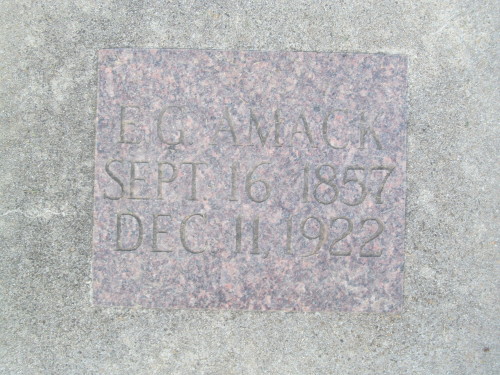 E G AMACK
SEPT 16 1857
DEC 11 1922